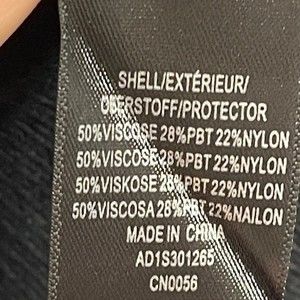 SHELL/EXTÉRIEUR/
OBERSTOFF/PROTECTOR
50%VISCOSE 28%PBT 22%NYLON
50%VISCOSE 28%PBT 22%NYLON
50%VISKOSE 28%PBT 22%NYLON
50%VISCOSA 28%PBT 22%NAILON
MADE IN CHINA
AD1S301265
CN0056